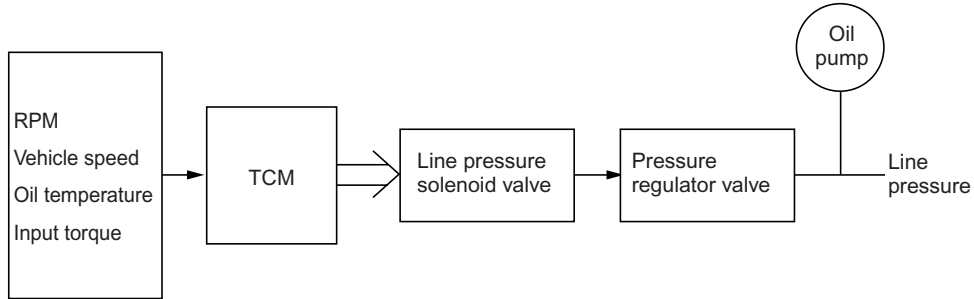 RPM
Vehicle speed
Oil temperature
Input torque
TCM
Line pressure
solenoid valve
Pressure
regulator valve
Oil
pump
Line
pressure